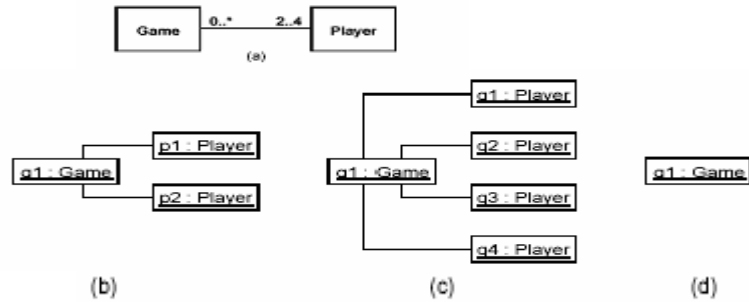 Game 0..* 2..4 Player
(a)
g1 : Player
p1 : Player
g2 : Player
g1 : Game
g1 : Game
g1 : Game
p2 : Player
g3 : Player
g4 : Player
(b)
(c)
(d)